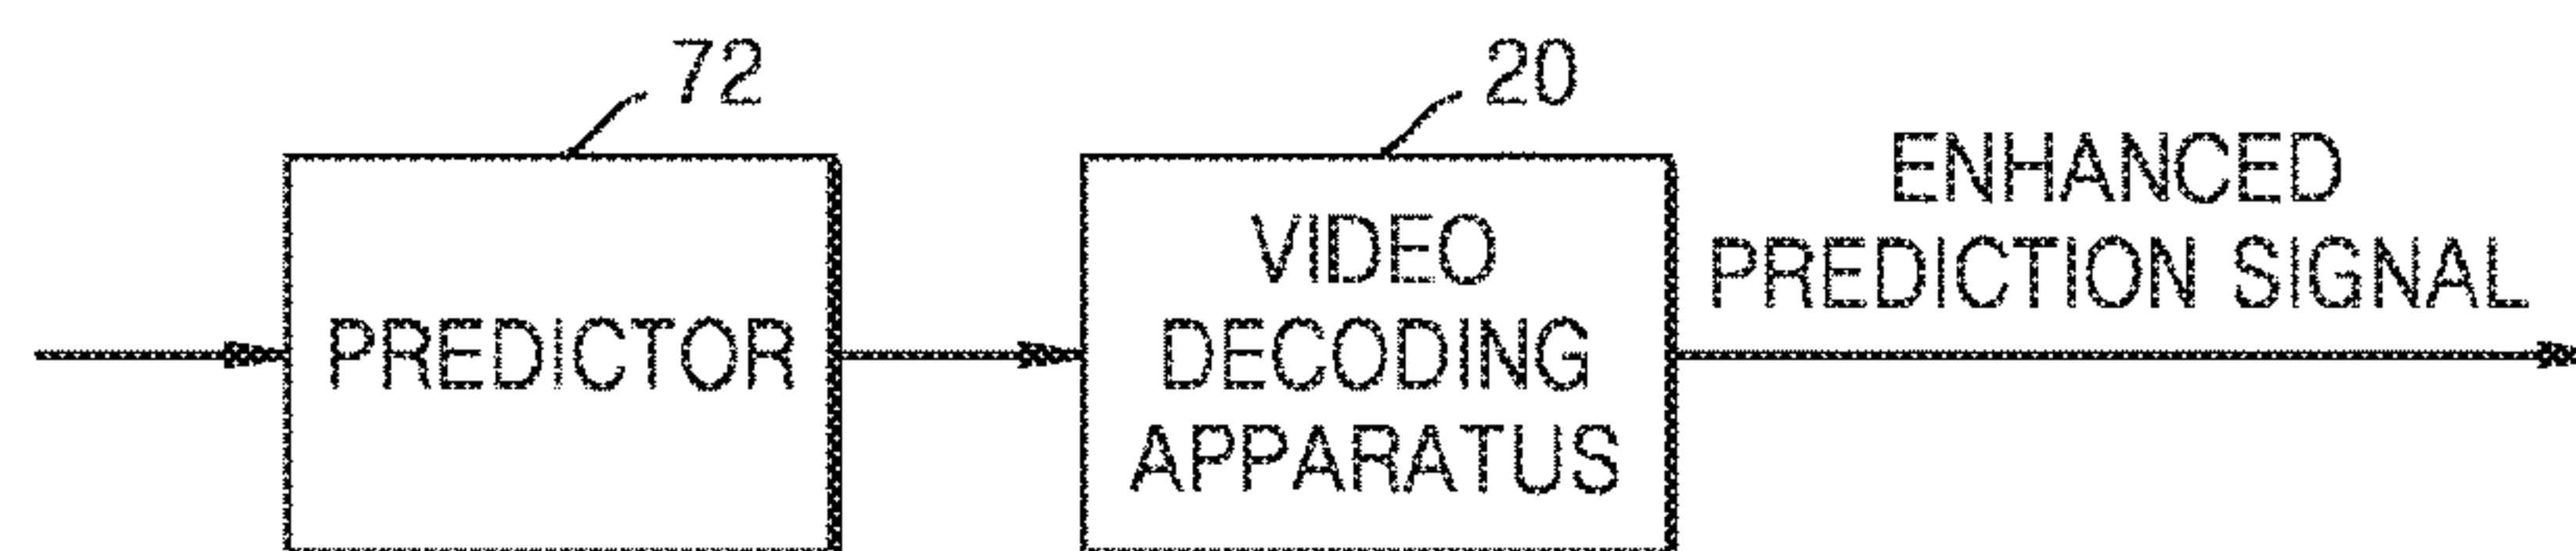 72
20
PREDICTOR
VIDEO
DECODING
APPARATUS
ENHANCED
PREDICTION SIGNAL